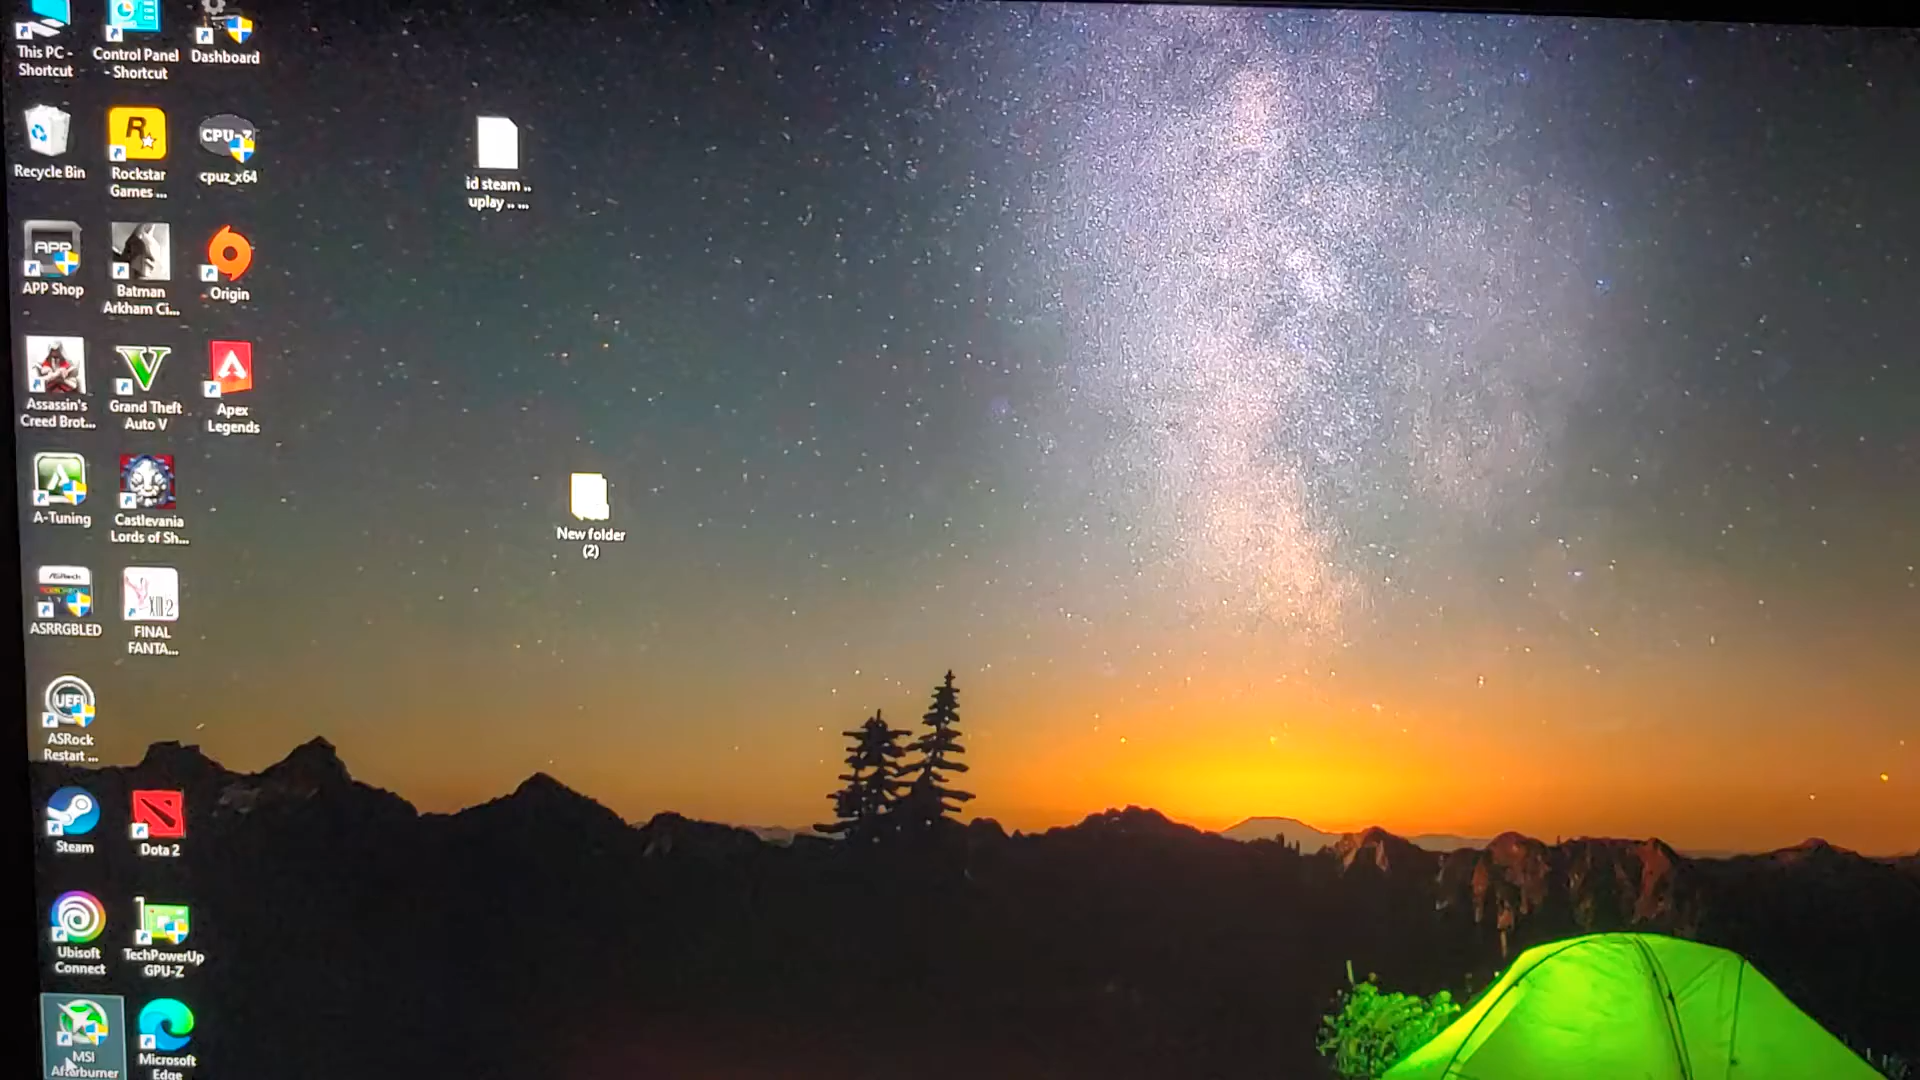 This PC -
Shortcut
Control Panel
- Shortcut
Dashboard
Recycle Bin
R
Rockstar
Games ...
CPU-Z
cpuz_x64
id steam ..
uplay .. ...
APP
APP Shop
Batman
Arkham Ci...
Origin
Assassin's
Creed Brot...
V
Grand Theft
Auto V
Apex
Legends
A-Tuning
Castlevania
Lords of Sh...
New folder
(2)
ASRock
ASRRGBLED
XIII2
FINAL
FANTA...
UEFI
ASRock
Restart ...
Steam
Dota 2
Ubisoft
Connect
TechPowerUp
GPU-Z
MSI
Afterburner
Microsoft
Edge